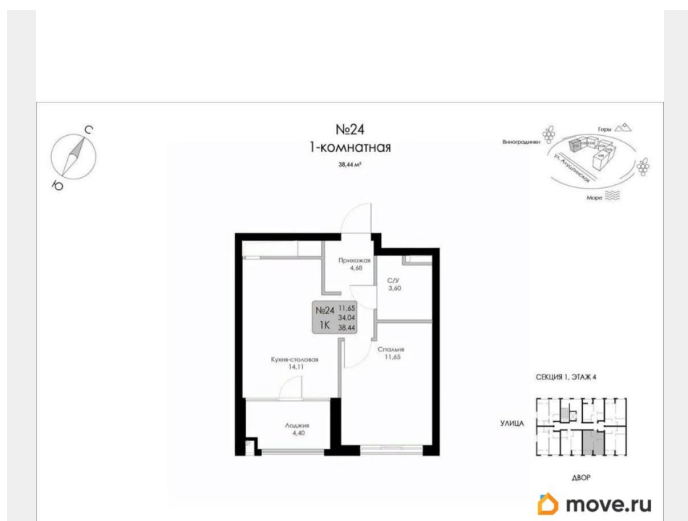 С
Ю
№24
1-комнатная
38,44 м²
Виноградники
Горы
ул. Алуштинская
Море
Прихожая
4,68
С/У
3,60
№24 11.65
34.04
1К 38.44
Спальня
11,65
Кухня-столовая
14,11
Лоджия
4,40
СЕКЦИЯ 1, ЭТАЖ 4
УЛИЦА
ДВОР
move.ru